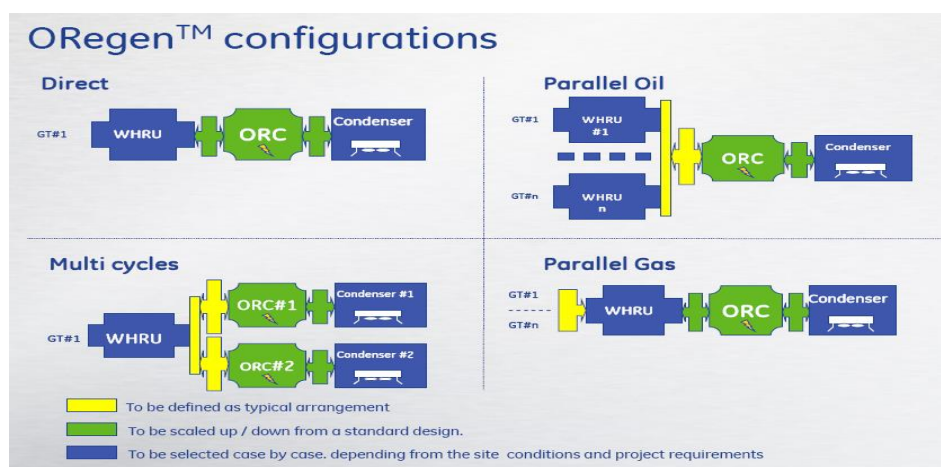 ORegen™ configurations
Direct
GT#1
WHRU
ORC
Condenser
Parallel Oil
GT#1
WHRU
#1
GT#n
WHRU
n
ORC
Condenser
Multi cycles
GT#1
WHRU
ORC#1
Condenser #1
ORC#2
Condenser #2
Parallel Gas
GT#1
GT#n
WHRU
ORC
Condenser
To be defined as typical arrangement
To be scaled up / down from a standard design.
To be selected case by case. depending from the site conditions and project requirements